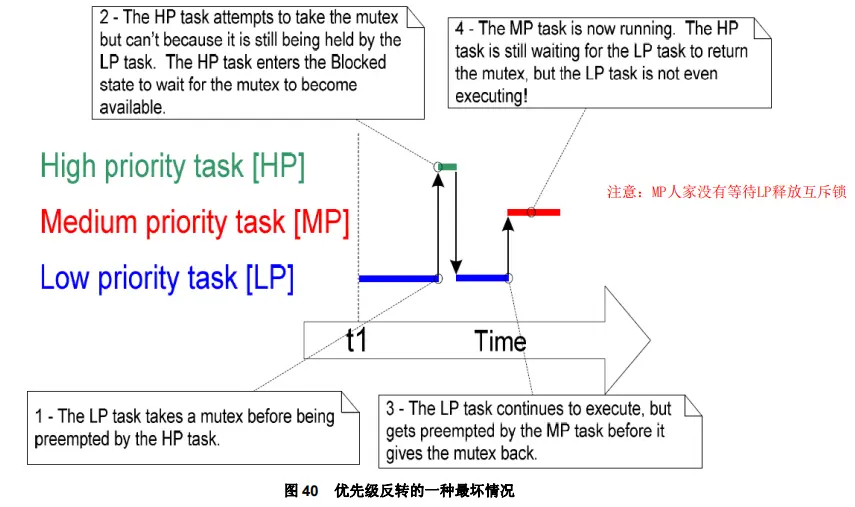 2 - The HP task attempts to take the mutex
but can't because it is still being held by the
LP task.  The HP task enters the Blocked
state to wait for the mutex to become
available.
4 - The MP task is now running.  The HP
task is still waiting for the LP task to return
the mutex, but the LP task is not even
executing!
High priority task [HP]
注意：MP人家没有等待LP释放互斥锁
Medium priority task [MP]
Low priority task [LP]
t1
Time
1 - The LP task takes a mutex before being
preempted by the HP task.
3 - The LP task continues to execute, but
gets preempted by the MP task before it
gives the mutex back.
图 40 优先级反转的一种最坏情况